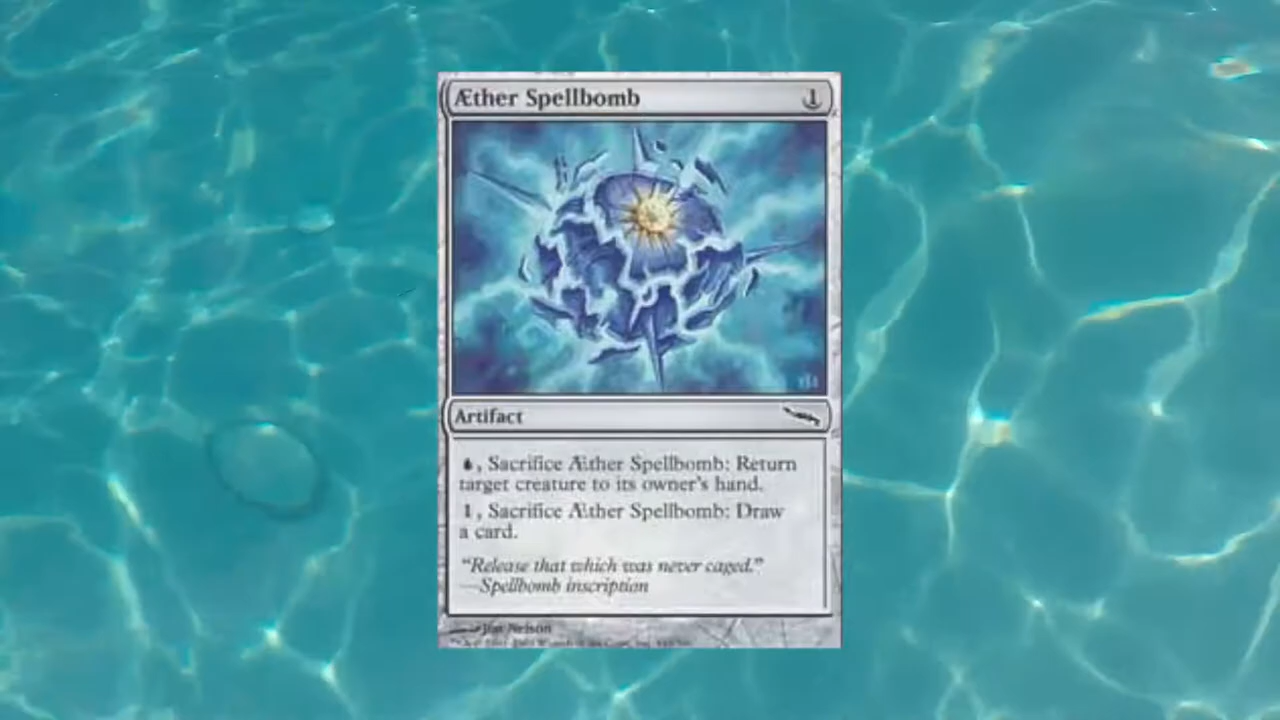 Æther Spellbomb 1
Artifact
, Sacrifice Æther Spellbomb: Return
target creature to its owner's hand.
1, Sacrifice Æther Spellbomb: Draw
a card.
"Release that which was never caged."
—Spellbomb inscription
Jim Nelson